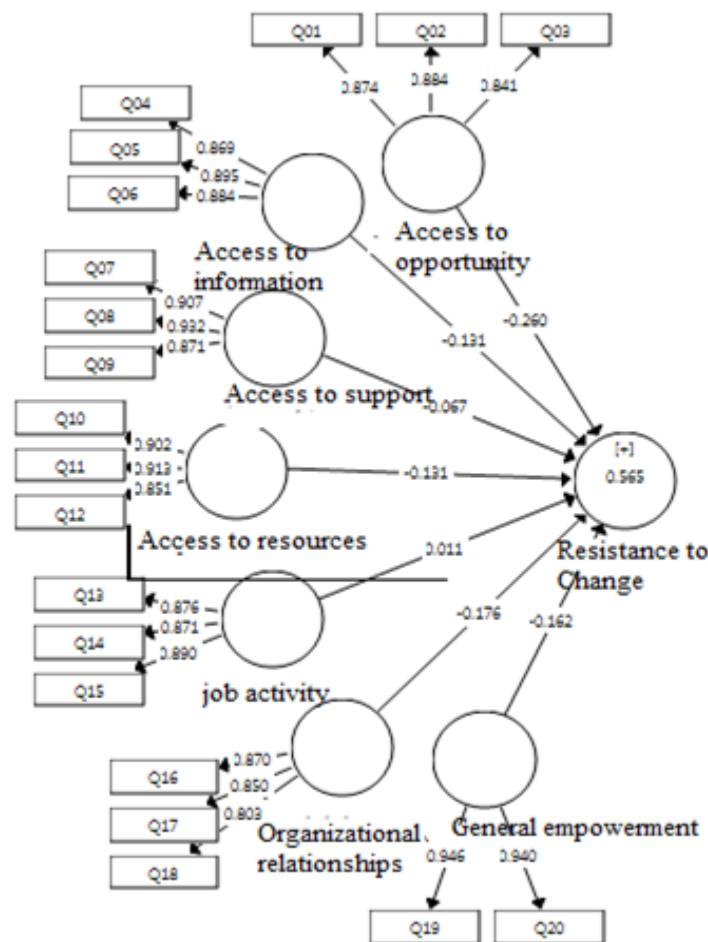 Q01
Q02
Q03
0.874
0.884
0.841
Q04
Q05
Q06
0.869
0.895
0.884
Access to
opportunity
Access to
information
Q07
Q08
Q09
0.907
0.932
0.871
-0.260
-0.131
Access to support
-0.067
Q10
Q11
Q12
0.902
0.913
0.851
-0.131
[+]
0.565
Access to resources
Resistance to
Change
0.011
Q13
Q14
Q15
0.876
0.871
0.890
-0.176
-0.162
job activity
Q16
Q17
Q18
0.870
0.850
0.803
Organizational
relationships
General empowerment
0.946
0.940
Q19
Q20